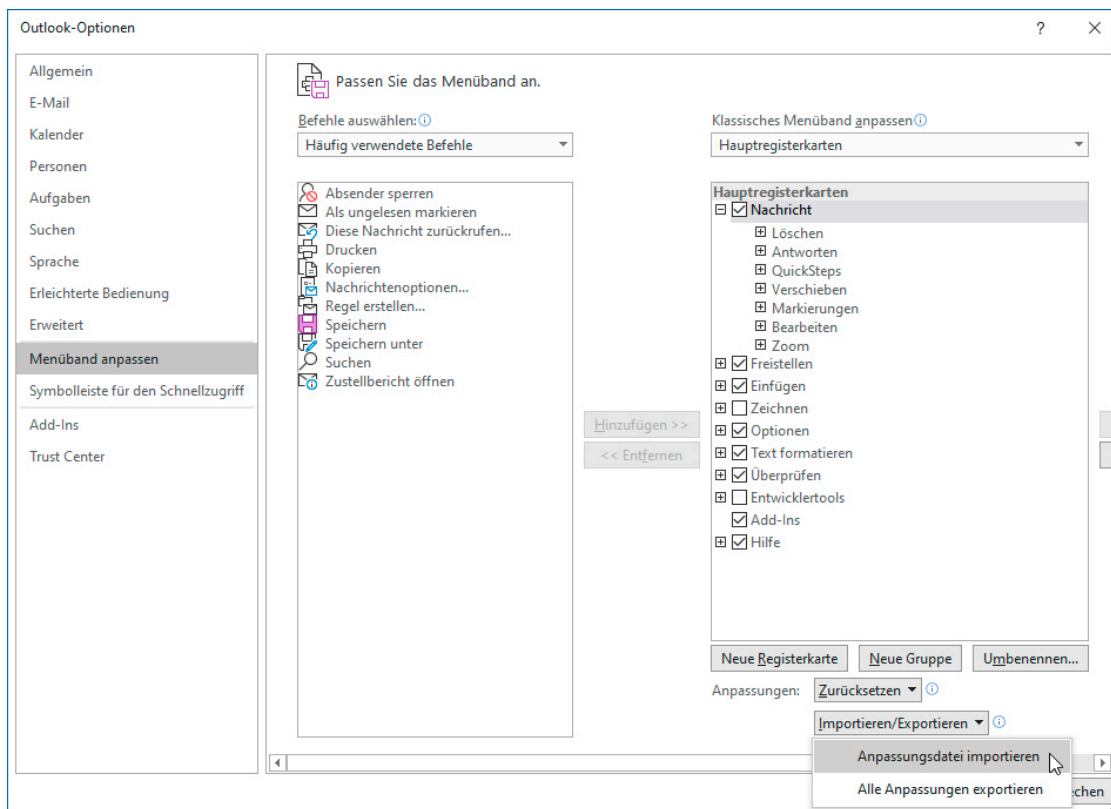 Outlook-Optionen
?
Allgemein
E-Mail
Kalender
Personen
Aufgaben
Suchen
Sprache
Erleichterte Bedienung
Erweitert
Menüband anpassen
Symbolleiste für den Schnellzugriff
Add-Ins
Trust Center
Passen Sie das Menüband an.
Befehle auswählen:
Häufig verwendete Befehle
Absender sperren
Als ungelesen markieren
Diese Nachricht zurückrufen...
Drucken
Kopieren
Nachrichtenoptionen...
Regel erstellen...
Speichern
Speichern unter
Suchen
Zustellbericht öffnen
Hinzufügen >>
<< Entfernen
Klassisches Menüband anpassen
Hauptregisterkarten
Hauptregisterkarten
Nachricht
Löschen
Antworten
QuickSteps
Verschieben
Markierungen
Bearbeiten
Zoom
Freistellen
Einfügen
Zeichnen
Optionen
Text formatieren
Überprüfen
Entwicklertools
Add-Ins
Hilfe
Neue Registerkarte
Neue Gruppe
Umbenennen...
Anpassungen:
Zurücksetzen
Importieren/Exportieren
Anpassungsdatei importieren
Alle Anpassungen exportieren